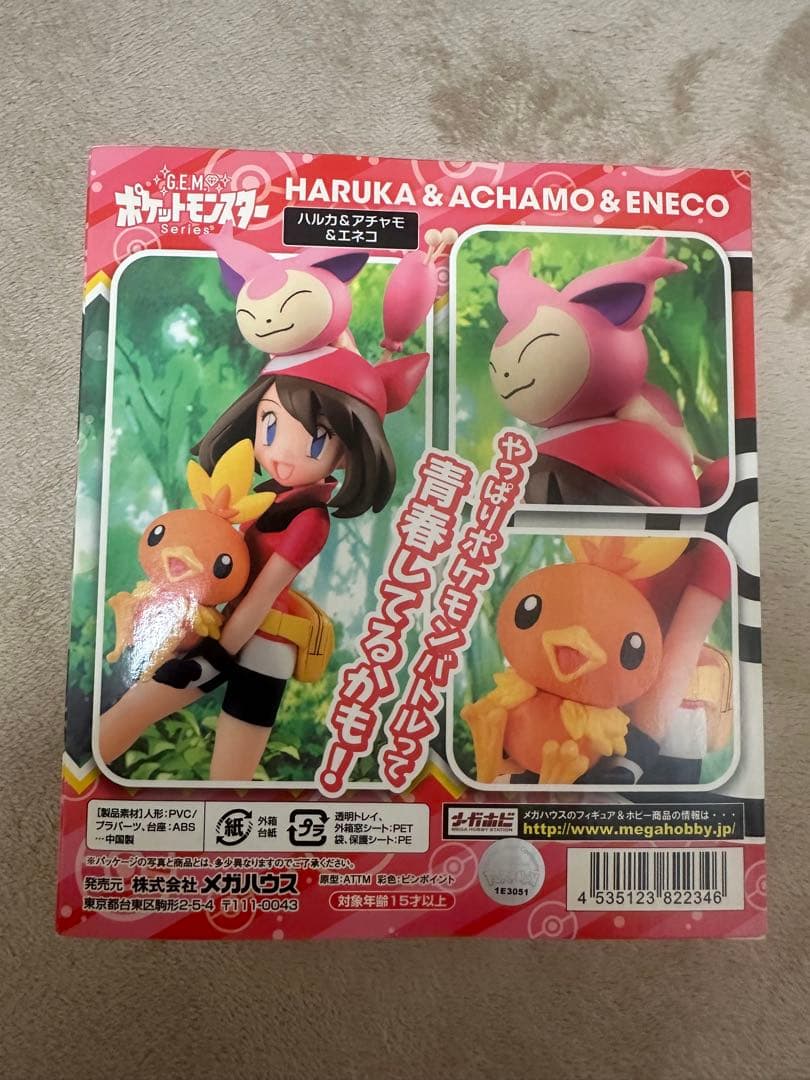 G.E.M.
ポケットモンスター
Series
HARUKA & ACHAMO & ENECO
ハルカ&アチャモ
&エネコ
やっぱりポケモンバトルって
青春してるかも!
【製品素材】人形:PVC/
プラパーツ、台座:ABS
…中国製
紙
外箱
台紙
プラ
透明トレイ、
外箱窓シート:PET
袋、保護シート:PE
メガホビ
MEGA HOBBY STATION
メガハウスのフィギュア&ホビー商品の情報は・・・
http://www.megahobby.jp/
※パッケージの写真と商品とは、多少異なりますのでご了承ください。
発売元 株式会社 メガハウス
原型:ATTM 彩色:ピンポイント
東京都台東区駒形2-5-4 〒111-0043
対象年齢15才以上
1E3051
4 535123 822346